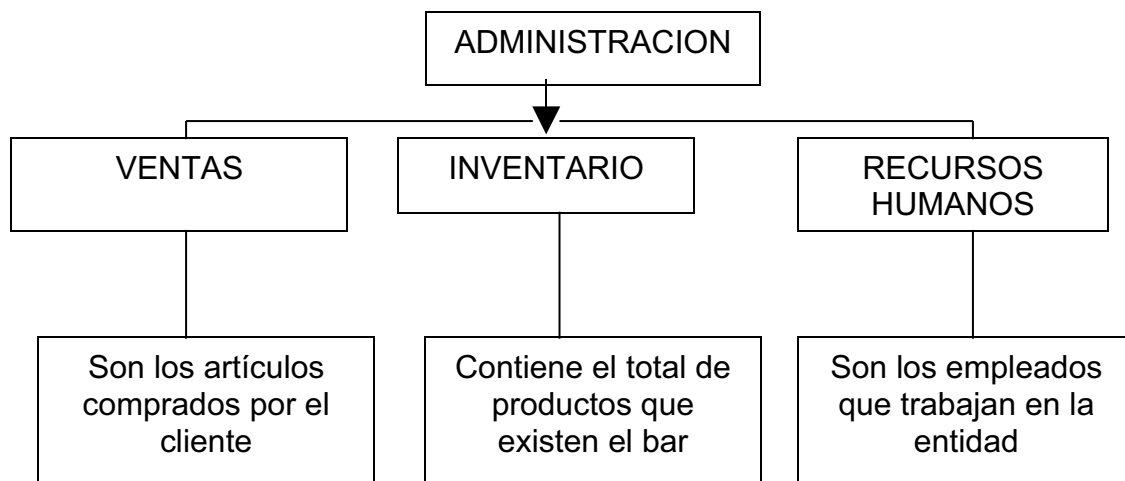 ADMINISTRACION
VENTAS
INVENTARIO
RECURSOS
HUMANOS
Son los artículos
comprados por el
cliente
Contiene el total de
productos que
existen el bar
Son los empleados
que trabajan en la
entidad